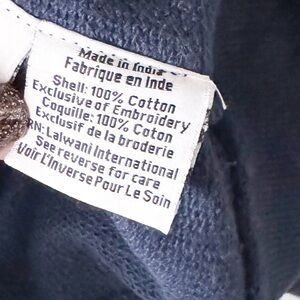 Made in India
Fabrique en Inde
Shell: 100% Cotton
Exclusive of Embroidery
Coquille: 100% Coton
Exclusif de la broderie
RN: Lalwani International
See reverse for care
Voir L'inverse Pour Le Soin